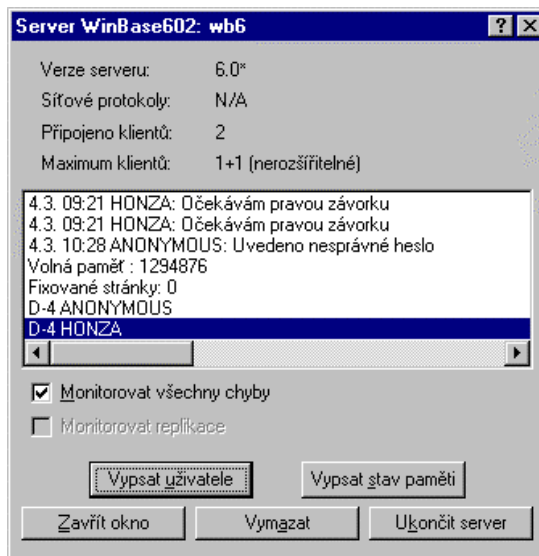 Server WinBase602: wb6
Verze serveru: 6.0*
Síťové protokoly: N/A
Připojeno klientů: 2
Maximum klientů: 1+1 (nerozšířitelné)
4.3. 09:21 HONZA: Očekávám pravou závorku
4.3. 09:21 HONZA: Očekávám pravou závorku
4.3. 10:28 ANONYMOUS: Uvedeno nesprávné heslo
Volná paměť : 1294876
Fixované stránky: 0
D-4 ANONYMOUS
D-4 HONZA
Monitorovat všechny chyby
Monitorovat replikace
Vypsat uživatele Vypsat stav paměti
Zavřít okno Vymazat Ukončit server